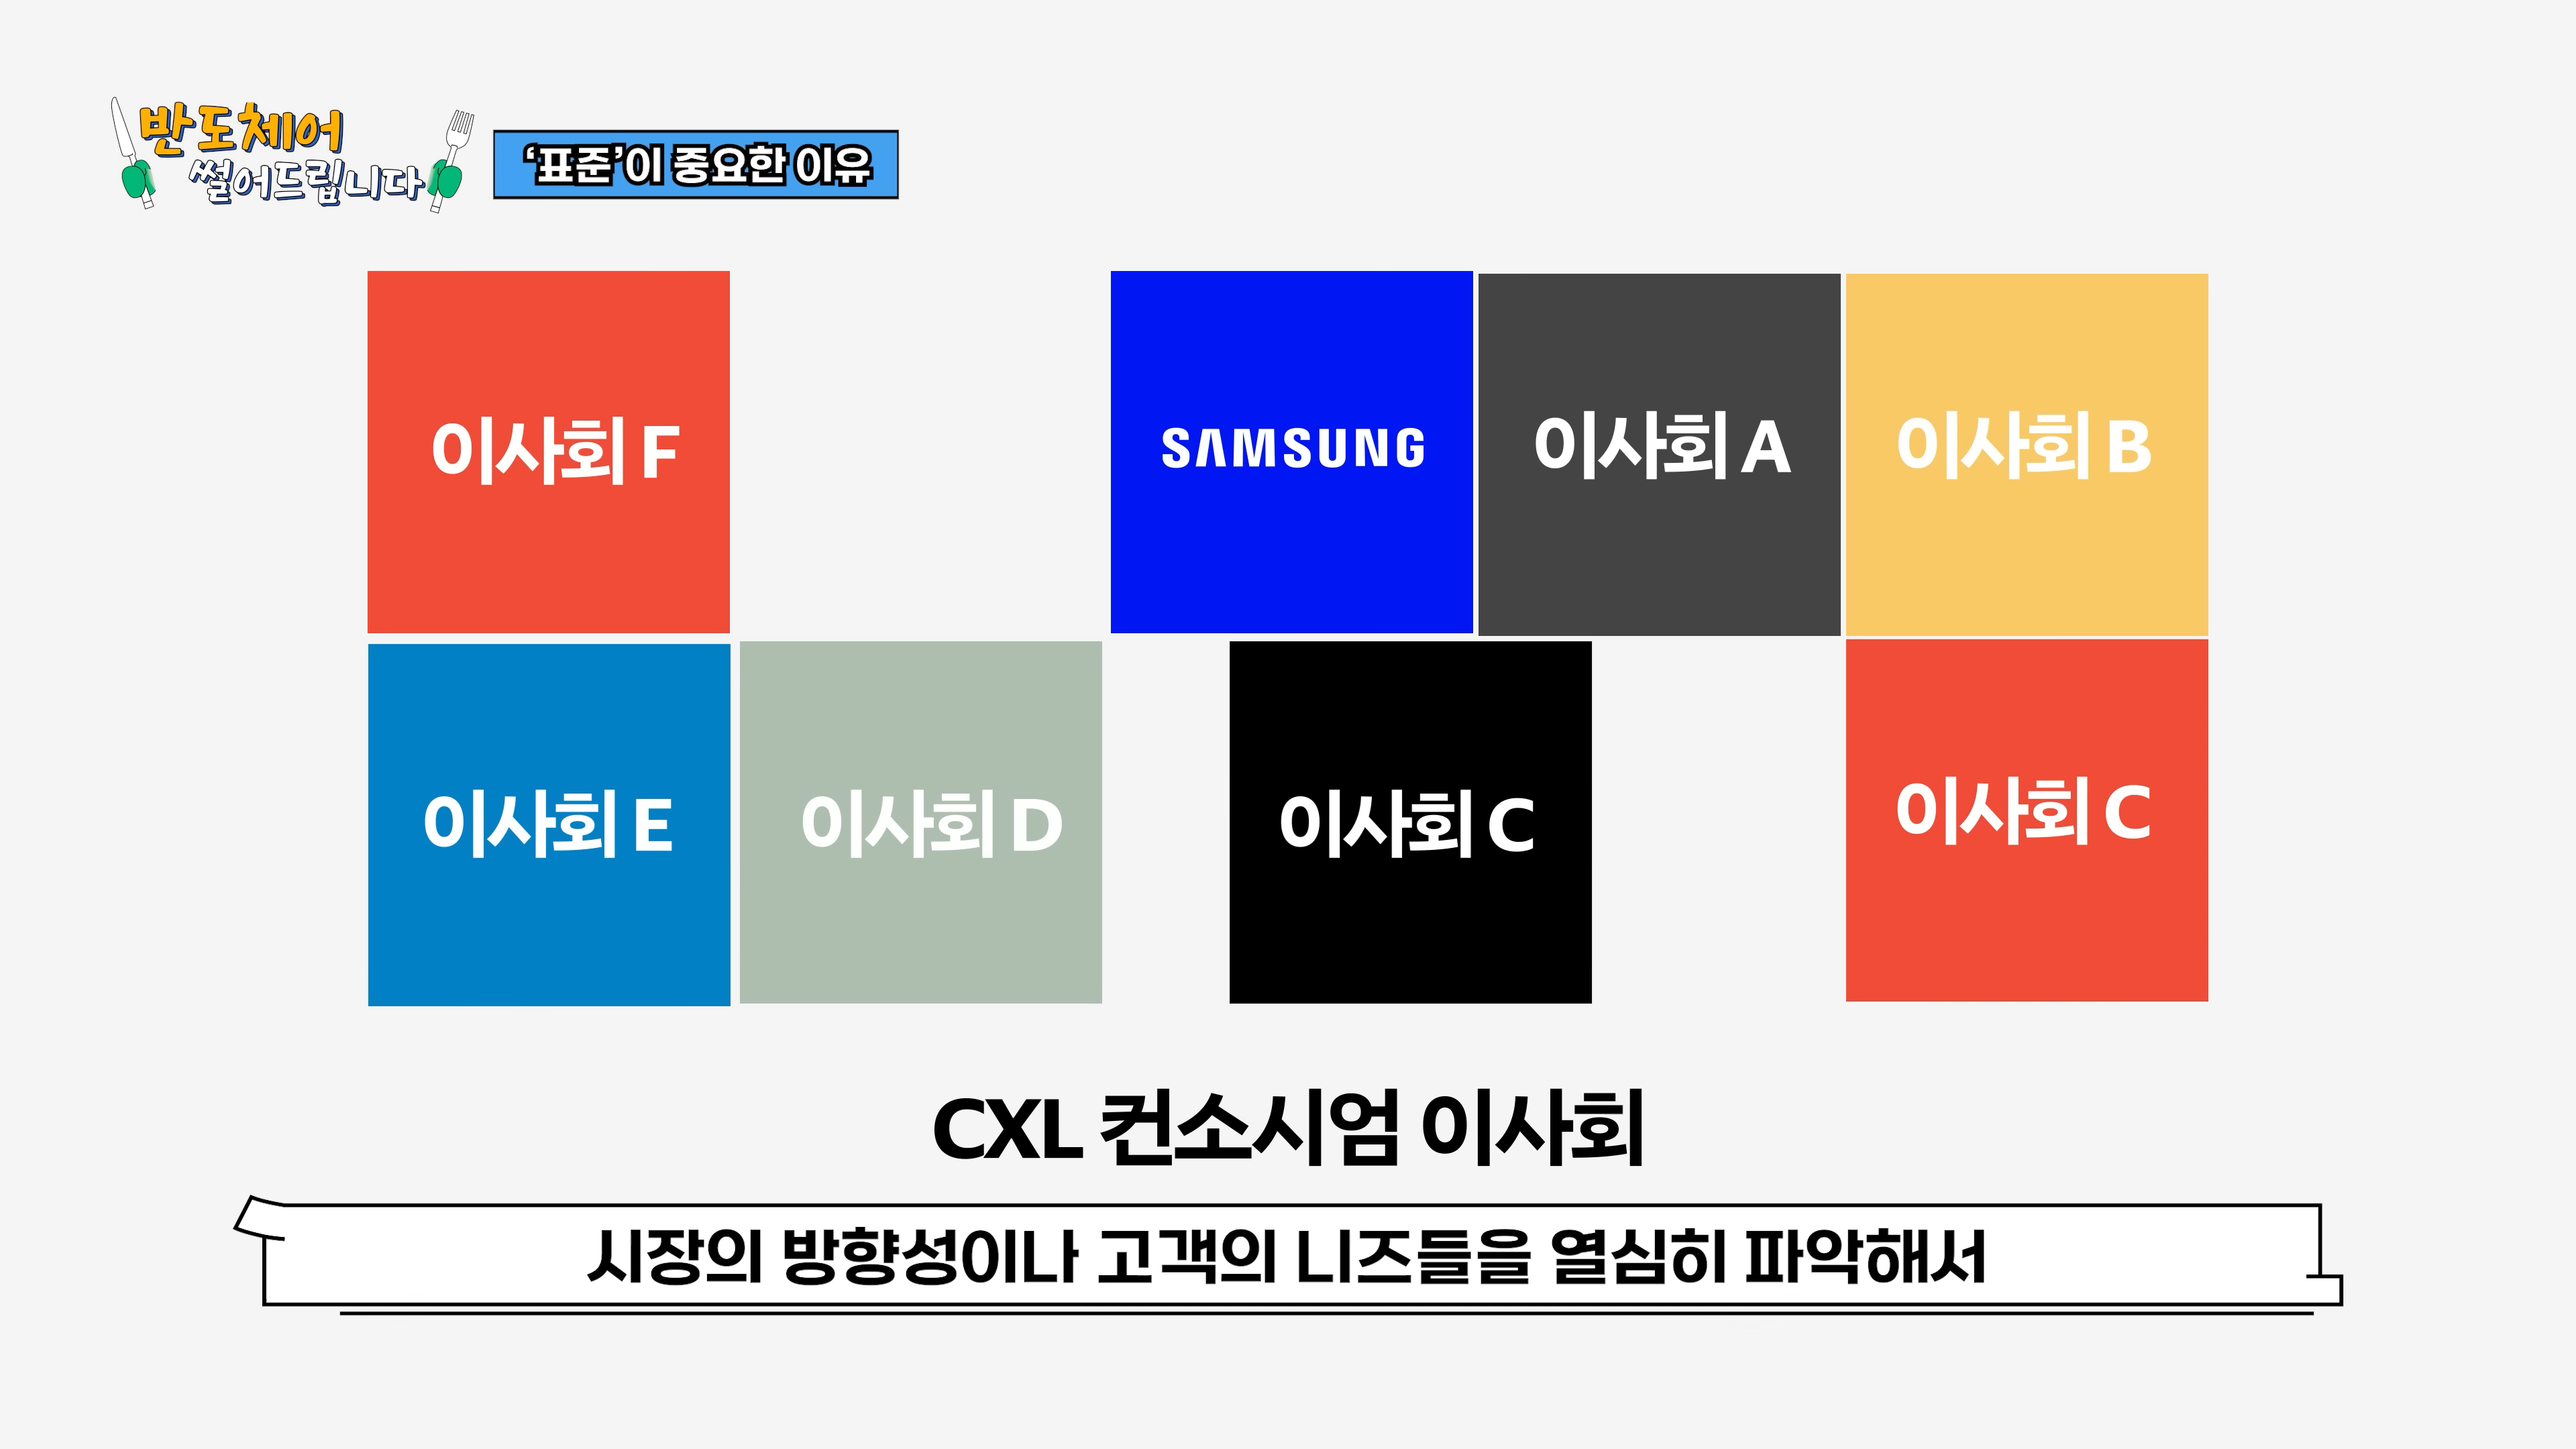 반도체어
썰어드립니다
‘표준’이 중요한 이유
이사회 F
SAMSUNG
이사회 A
이사회 B
이사회 E
이사회 D
이사회 C
이사회 C
CXL 컨소시엄 이사회
시장의 방향성이나 고객의 니즈들을 열심히 파악해서